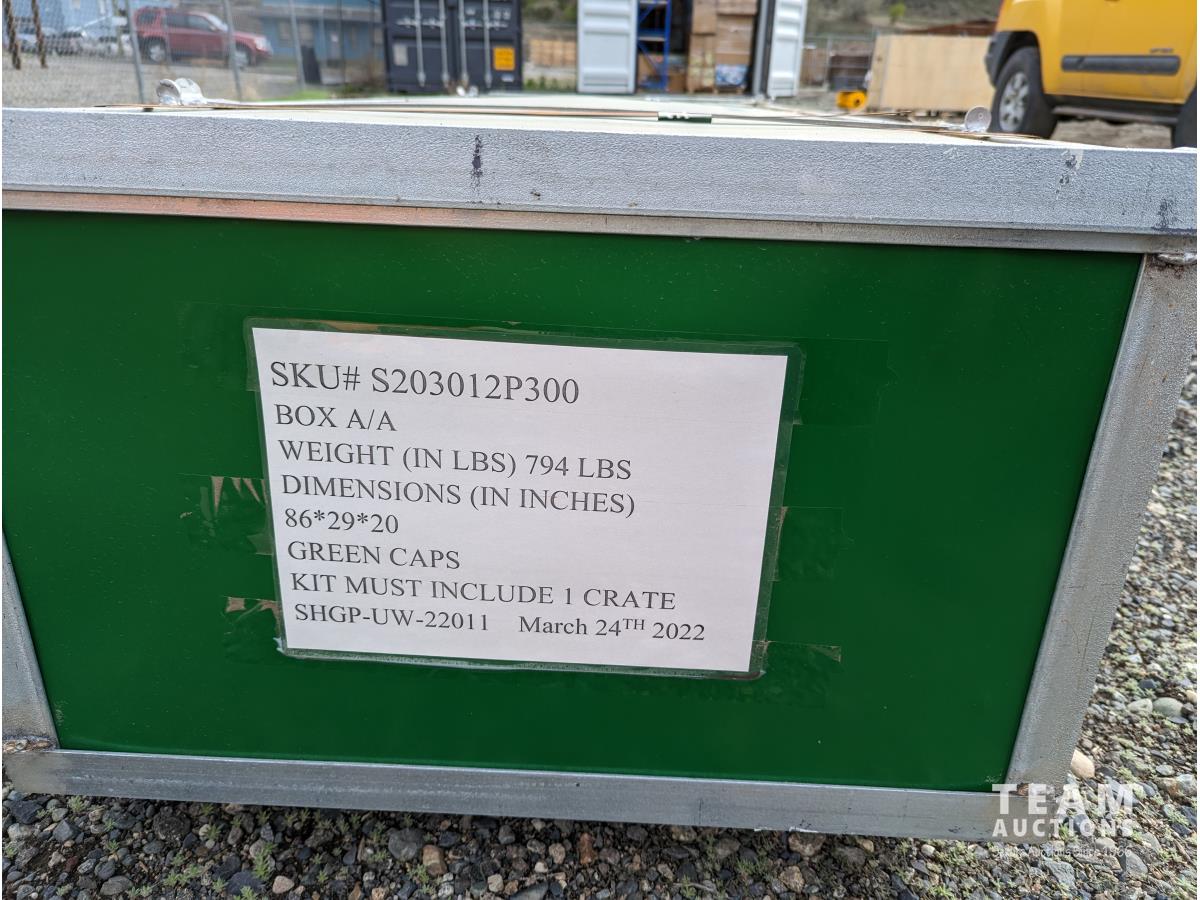 SKU# S203012P300
BOX A/A
WEIGHT (IN LBS) 794 LBS
DIMENSIONS (IN INCHES)
86*29*20
GREEN CAPS
KIT MUST INCLUDE 1 CRATE
SHGP-UW-22011 March 24TH 2022
TEAM
AUCTIONS